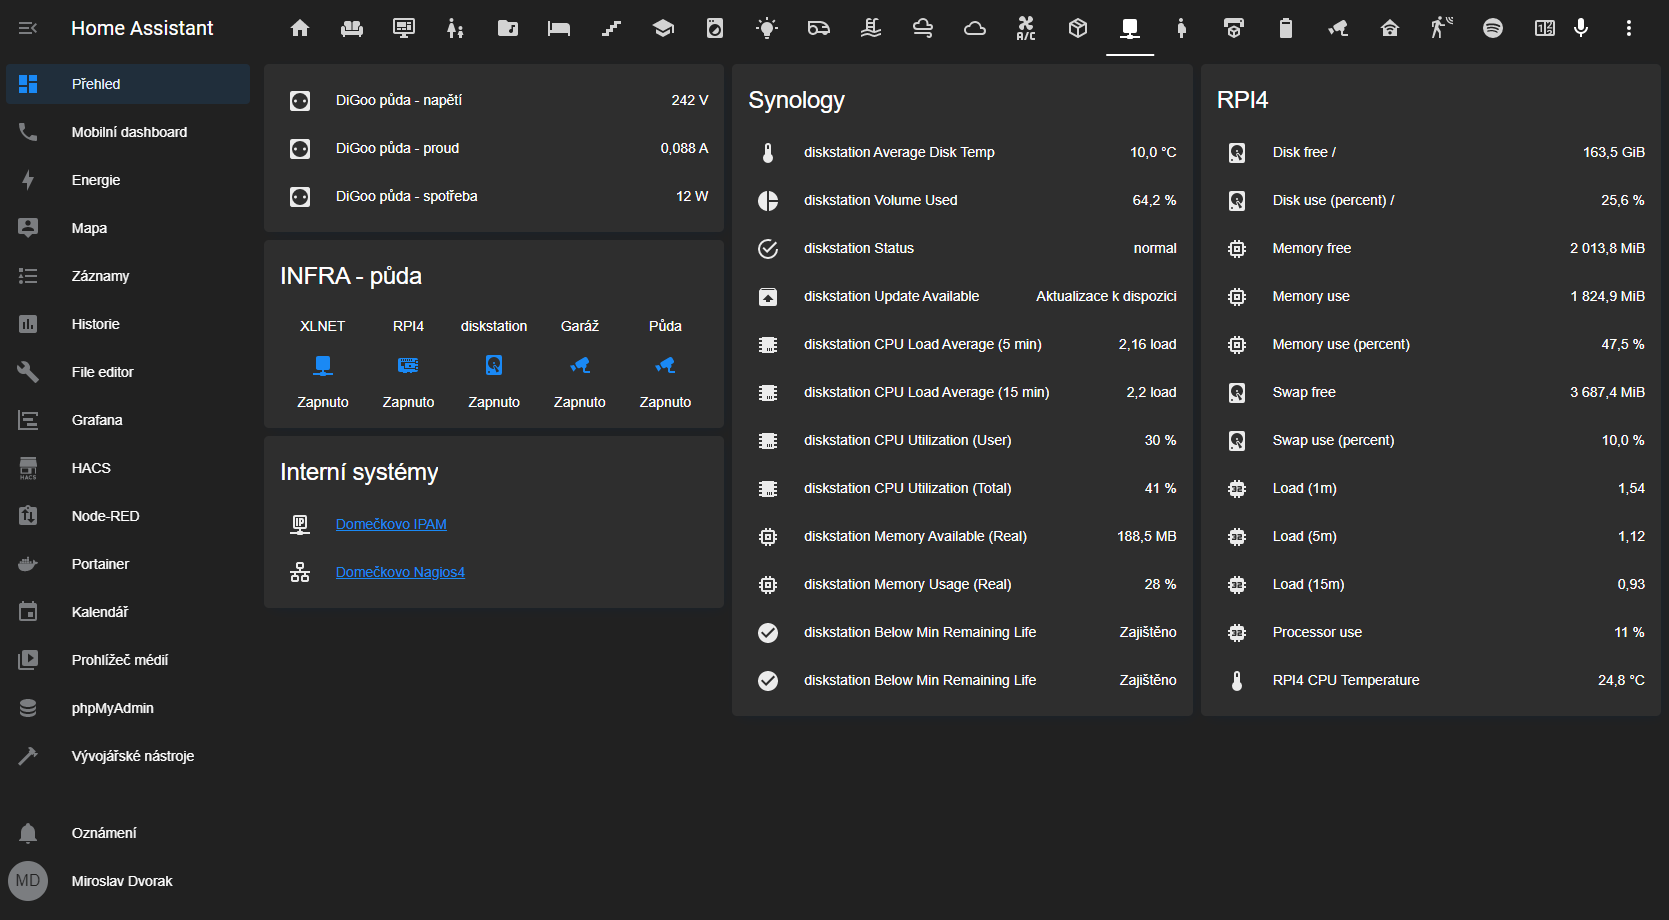 Home Assistant
A/C
Přehled
Mobilní dashboard
Energie
Mapa
Záznamy
Historie
File editor
Grafana
HACS
HACS
Node-RED
Portainer
Kalendář
Prohlížeč médií
phpMyAdmin
Vývojářské nástroje
Oznámení
MD Miroslav Dvorak
DiGoo půda - napětí 242 V
DiGoo půda - proud 0,088 A
DiGoo půda - spotřeba 12 W
INFRA - půda
XLNET RPI4 diskstation Garáž Půda
Zapnuto Zapnuto Zapnuto Zapnuto Zapnuto
Interní systémy
IP Domečkovo IPAM
Domečkovo Nagios4
Synology
diskstation Average Disk Temp 10,0 °C
diskstation Volume Used 64,2 %
diskstation Status normal
diskstation Update Available Aktualizace k dispozici
diskstation CPU Load Average (5 min) 2,16 load
diskstation CPU Load Average (15 min) 2,2 load
diskstation CPU Utilization (User) 30 %
diskstation CPU Utilization (Total) 41 %
diskstation Memory Available (Real) 188,5 MB
diskstation Memory Usage (Real) 28 %
diskstation Below Min Remaining Life Zajištěno
diskstation Below Min Remaining Life Zajištěno
RPI4
Disk free / 163,5 GiB
Disk use (percent) / 25,6 %
Memory free 2 013,8 MiB
Memory use 1 824,9 MiB
Memory use (percent) 47,5 %
Swap free 3 687,4 MiB
Swap use (percent) 10,0 %
Load (1m) 1,54
Load (5m) 1,12
Load (15m) 0,93
Processor use 11 %
RPI4 CPU Temperature 24,8 °C